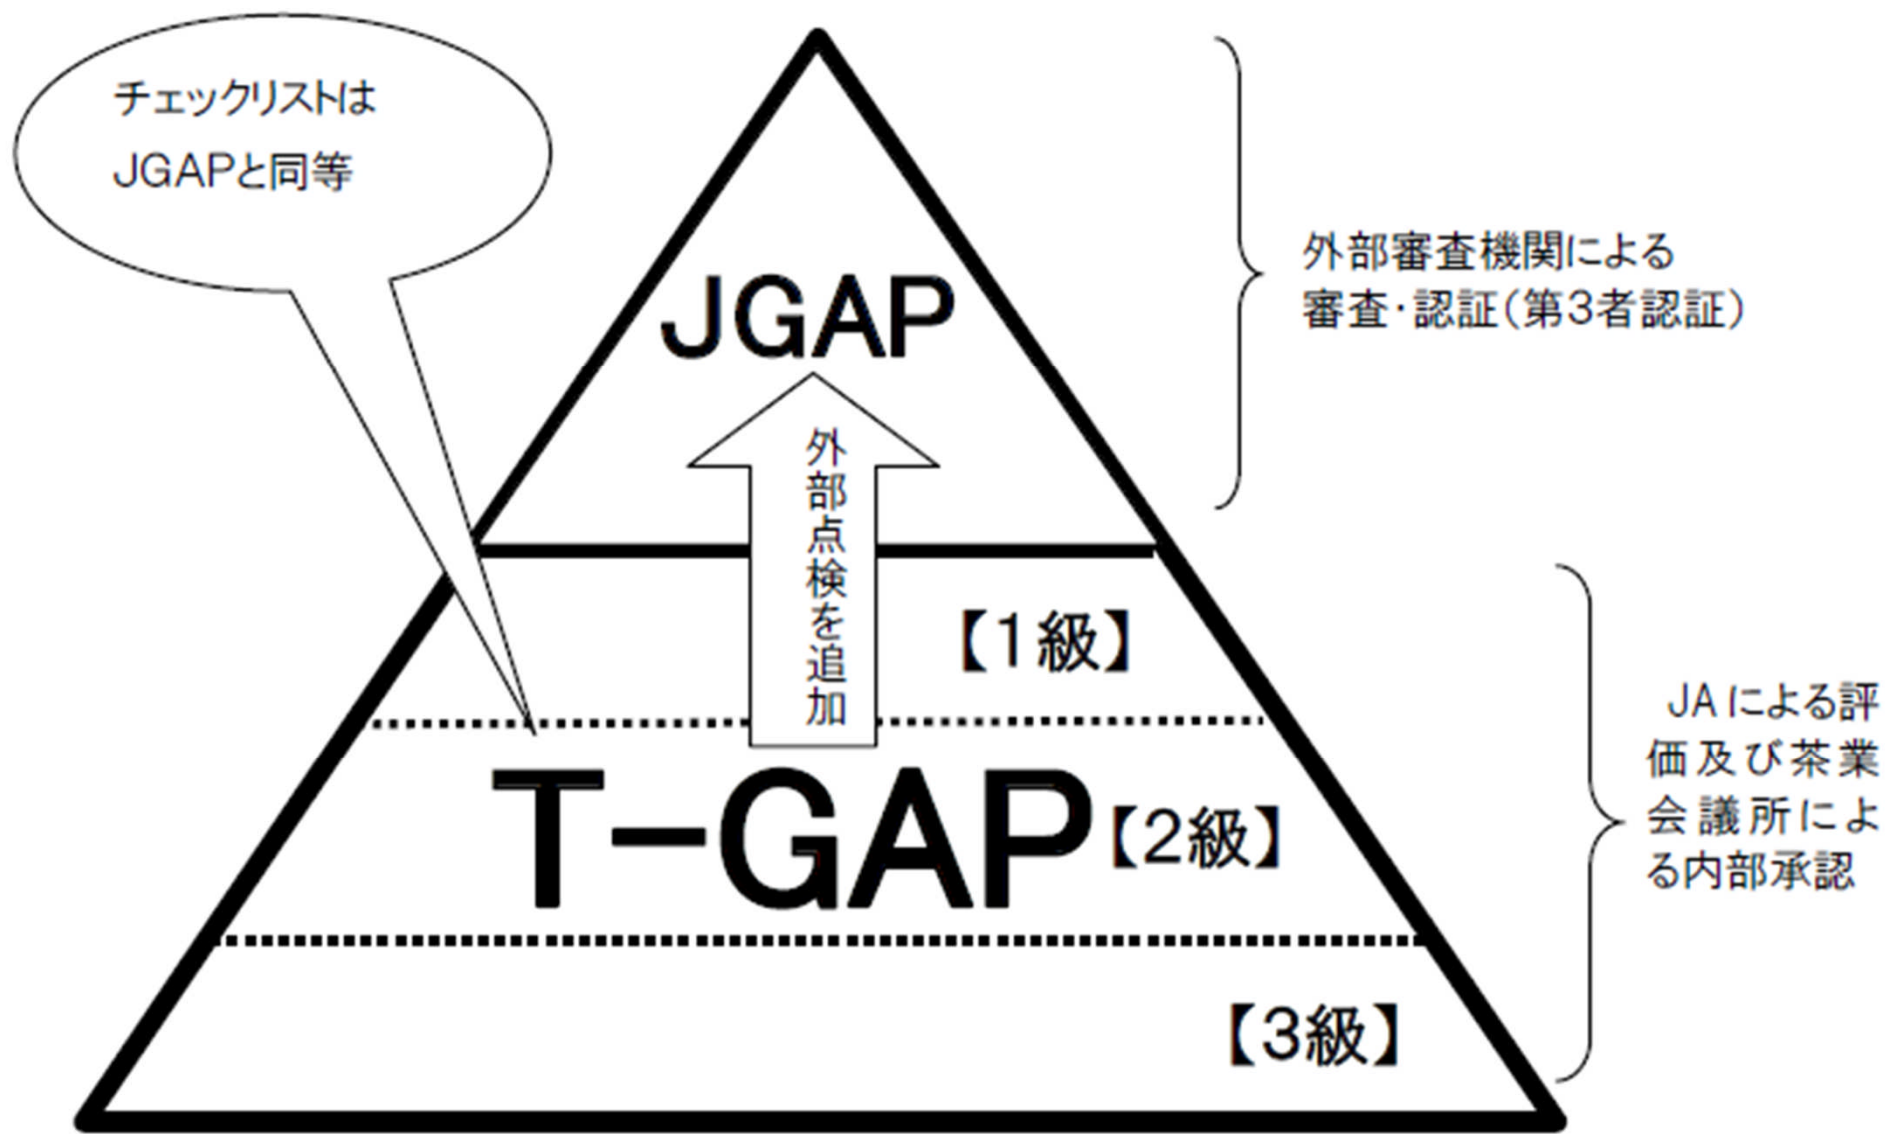 チェックリストは
JGAPと同等
JGAP
外部審査機関による
審査・認証(第3者認証)
外部点検を追加
【1級】
T-GAP【2級】
【3級】
JAによる評
価及び茶業
会議所によ
る内部承認